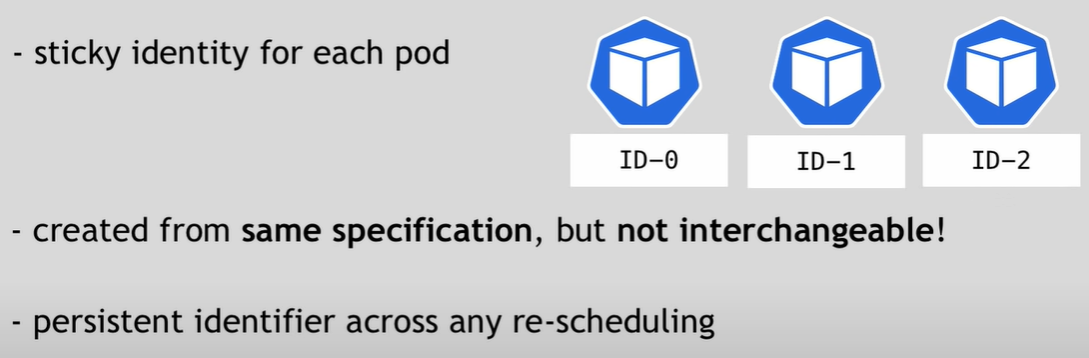 - sticky identity for each pod
ID-0
ID-1
ID-2
- created from same specification, but not interchangeable!
- persistent identifier across any re-scheduling